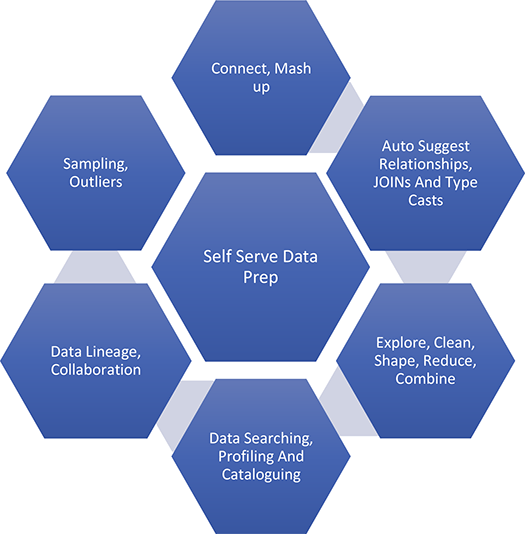 Connect, Mash
up
Auto Suggest
Relationships,
JOINs And Type
Casts
Sampling,
Outliers
Self Serve Data
Prep
Explore, Clean,
Shape, Reduce,
Combine
Data Lineage,
Collaboration
Data Searching,
Profiling And
Cataloguing